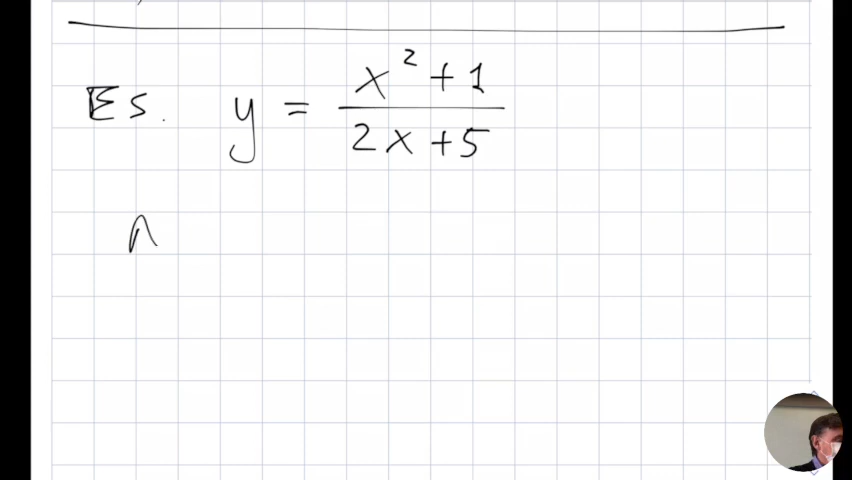 Es. y = x² + 1 / 2x + 5